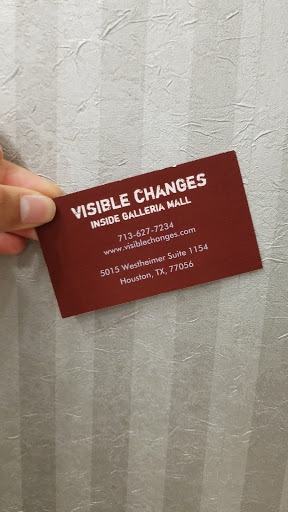 VISIBLE CHANGES
INSIDE GALLERIA MALL
713-627-7234
www.visiblechanges.com
5015 Westheimer Suite 1154
Houston, TX, 77056